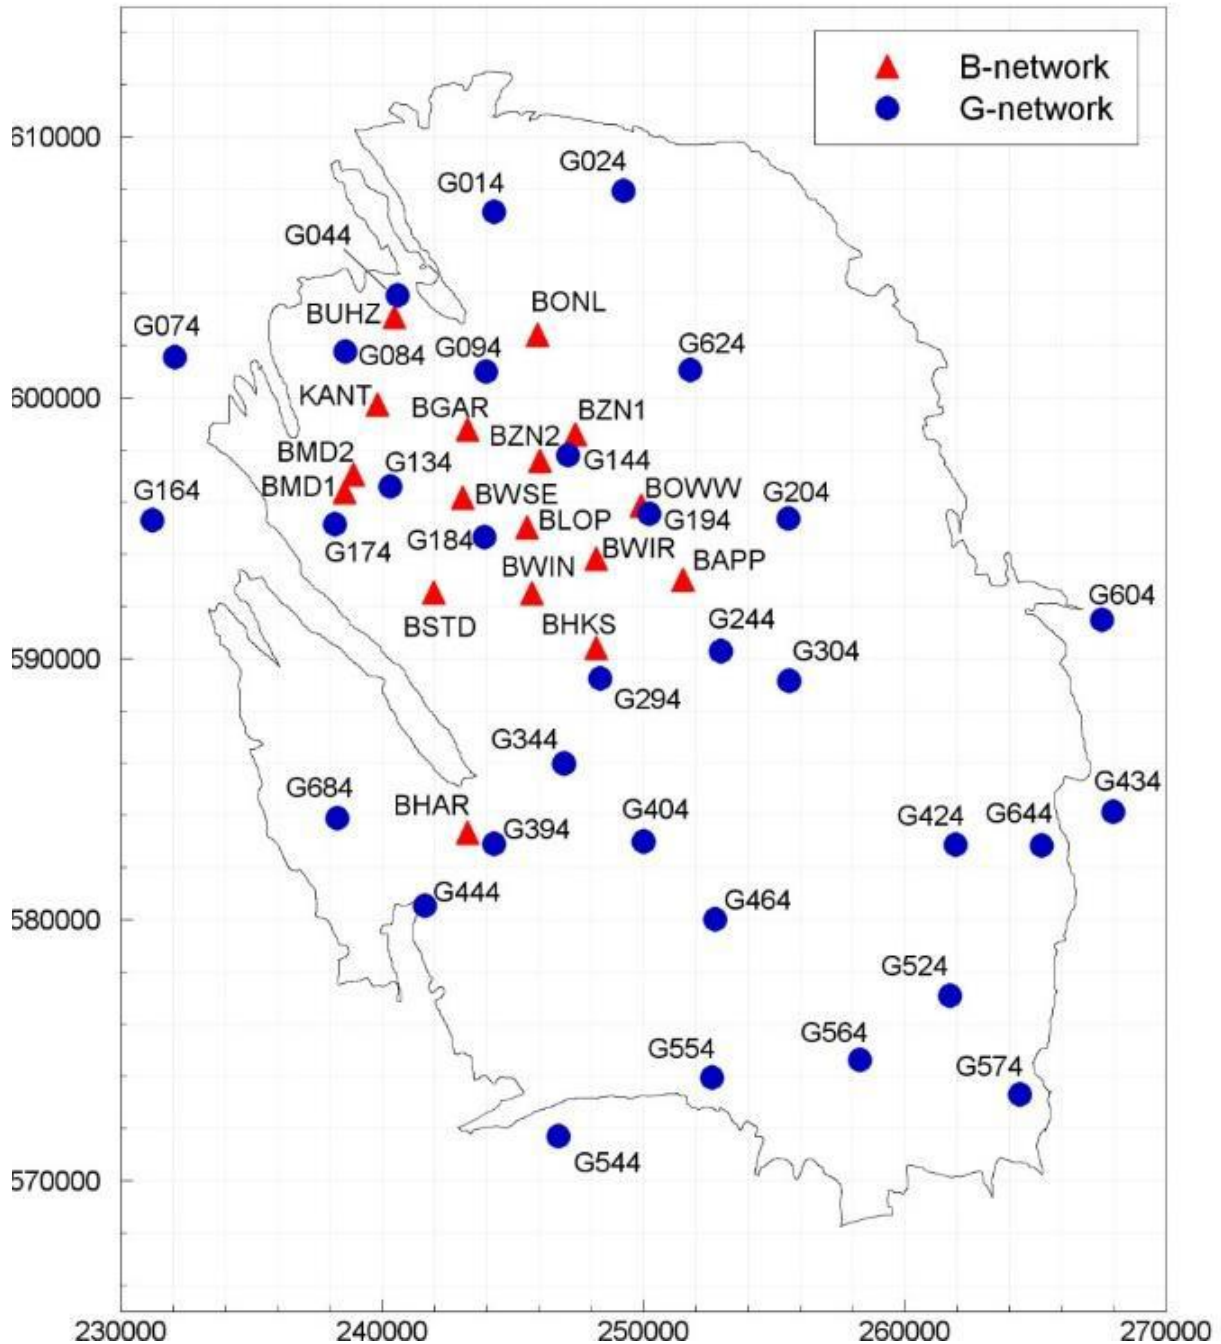 B-network
G-network
610000
G024
G014
G044
BUHZ
BONL
G074
G084
G094
G624
600000
KANT
BGAR
BZN1
BZN2
BMD2
G134
G144
BMD1
BWSE
BOWW
G204
G164
BLOP
G194
G174
G184
BWIR
BWIN
BAPP
BSTD
BHKS
G244
G604
590000
G304
G294
G344
G684
BHAR
G404
G434
G394
G424
G644
G444
580000
G464
G524
G554
G564
G574
G544
570000
230000 240000 250000 260000 270000